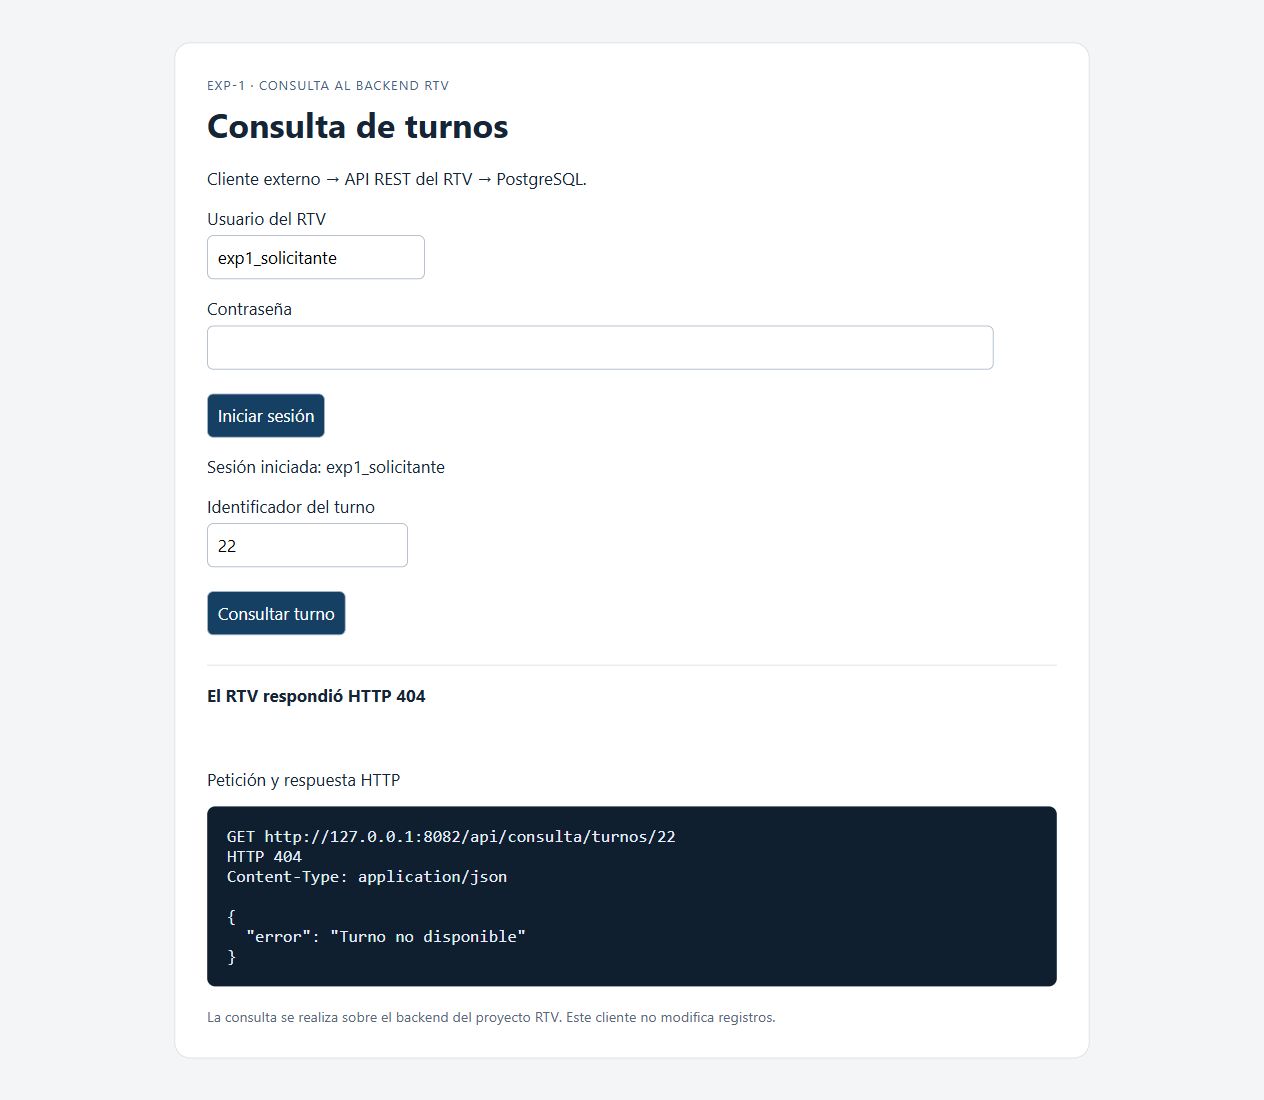 EXP-1 · CONSULTA AL BACKEND RTV
Consulta de turnos
Cliente externo → API REST del RTV → PostgreSQL.
Usuario del RTV
exp1_solicitante
Contraseña
Iniciar sesión
Sesión iniciada: exp1_solicitante
Identificador del turno
22
Consultar turno
El RTV respondió HTTP 404
Petición y respuesta HTTP
GET http://127.0.0.1:8082/api/consulta/turnos/22
HTTP 404
Content-Type: application/json
{
  "error": "Turno no disponible"
}
La consulta se realiza sobre el backend del proyecto RTV. Este cliente no modifica registros.